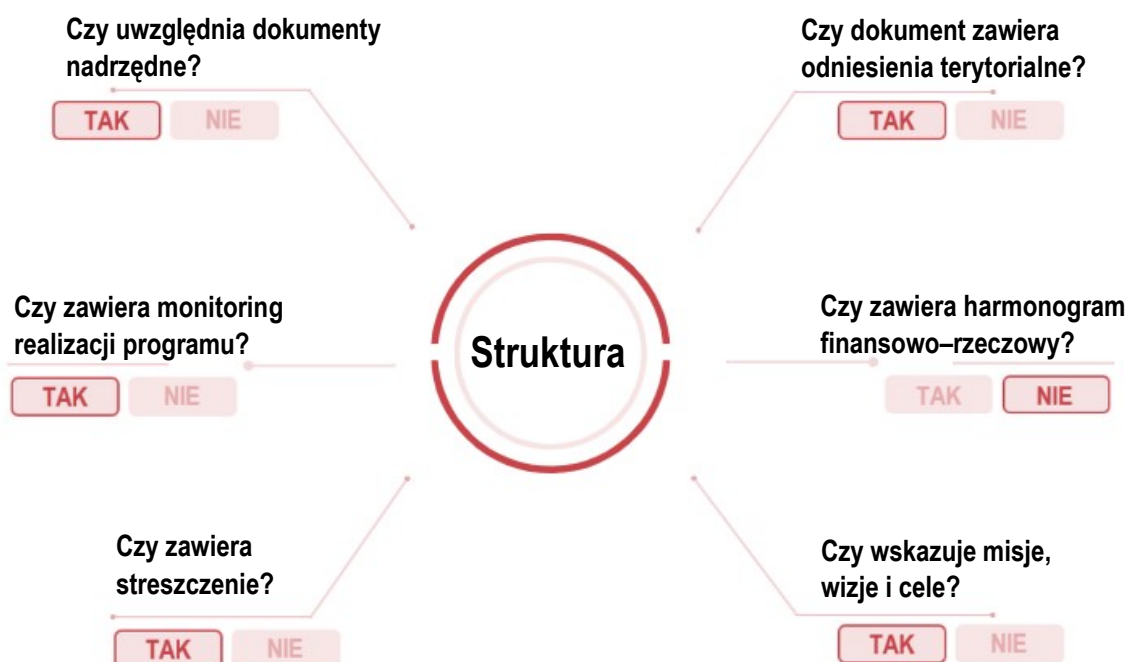 Czy uwzględnia dokumenty
nadrzędne?
TAK NIE
Czy dokument zawiera
odniesienia terytorialne?
TAK NIE
Czy zawiera monitoring
realizacji programu?
TAK NIE
Struktura
Czy zawiera harmonogram
finansowo–rzeczowy?
TAK NIE
Czy zawiera
streszczenie?
TAK NIE
Czy wskazuje misje,
wizje i cele?
TAK NIE